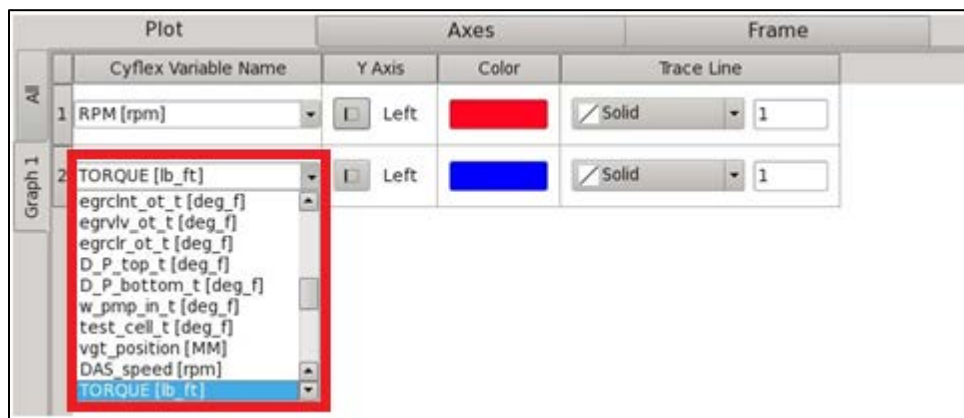 Plot Axes Frame
Cyflex Variable Name Y Axis Color Trace Line
All
1 RPM [rpm] Left Solid 1
Graph 1
2 TORQUE [lb_ft] Left Solid 1
egrclnt_ot_t [deg_f]
egrvlv_ot_t [deg_f]
egrclr_ot_t [deg_f]
D_P_top_t [deg_f]
D_P_bottom_t [deg_f]
w_pmp_in_t [deg_f]
test_cell_t [deg_f]
vgt_position [MM]
DAS_speed [rpm]
TORQUE [lb_ft]